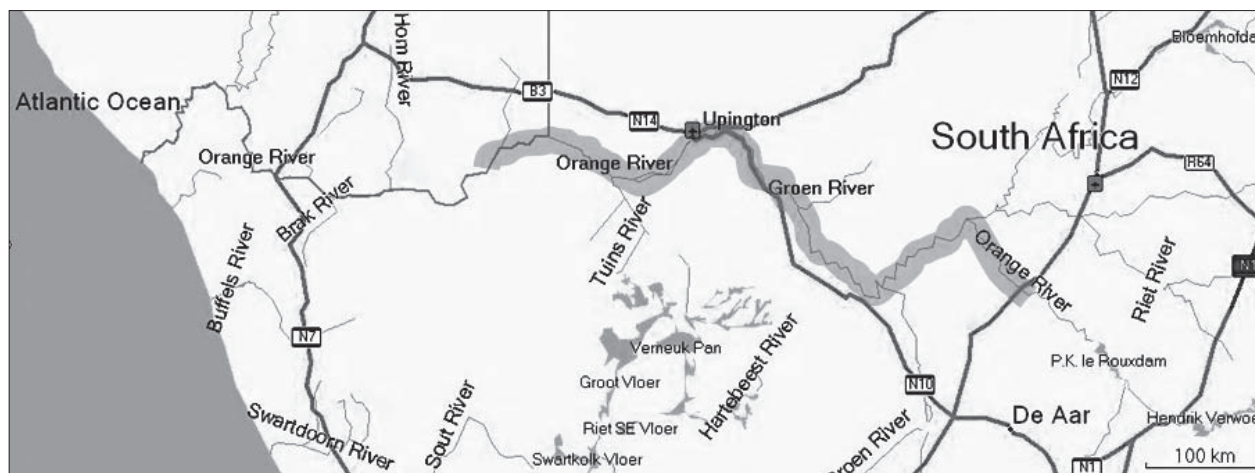 Bloemhofda
Hom River
N12
B3
Atlantic Ocean
N14
Upington
South Africa
Orange River
Orange River
R64
Groen River
Brak River
Tuins River
Orange River
Riet River
N1
Buffels River
N7
Verneuk Pan
Hartebeest River
P.K. le Rouxdam
Groot Vloer
N10
Swartdoorn River
Sout River
Riet SE Vloer
Groen River
De Aar
Hendrik Verwoe
Swartkolk Vloer
N1
100 km